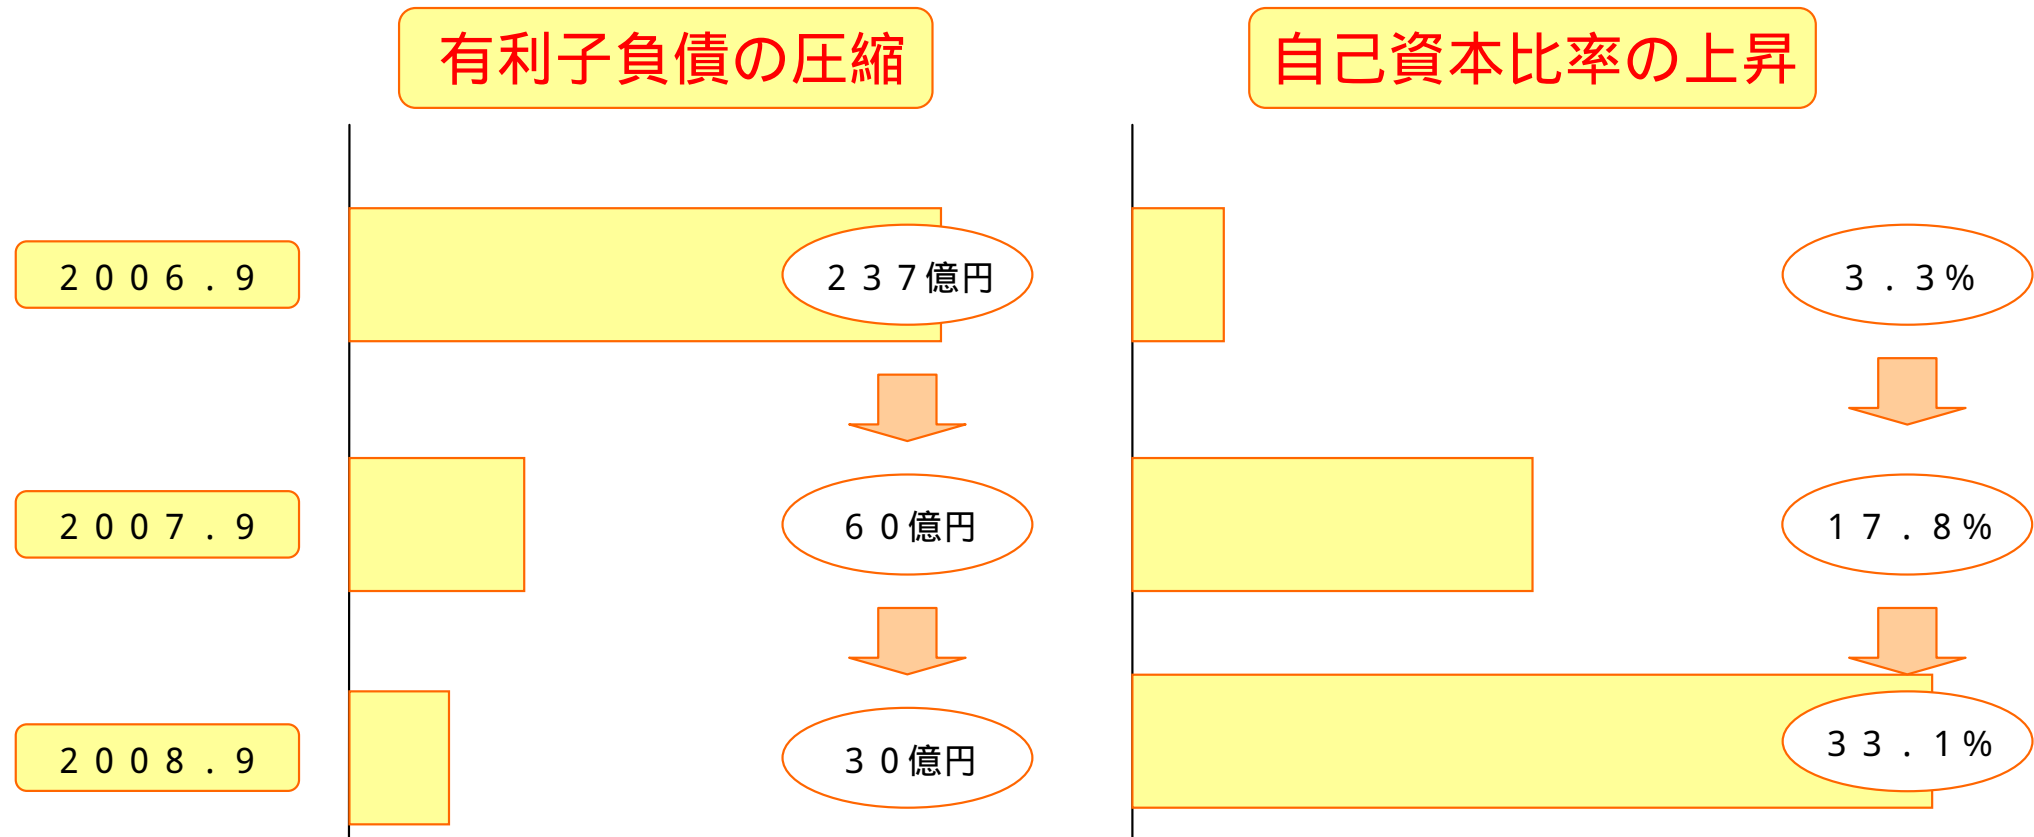 有利子負債の圧縮
自己資本比率の上昇
２００６．９
２３７億円
３．３％
２００７．９
６０億円
１７．８％
２００８．９
３０億円
３３．１％